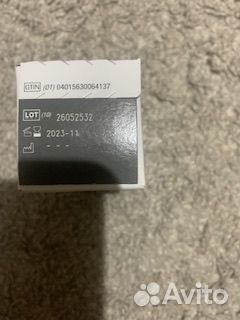 GTIN (01) 04015630064137
LOT (10) 26052532
2023-11
- - -
Avito